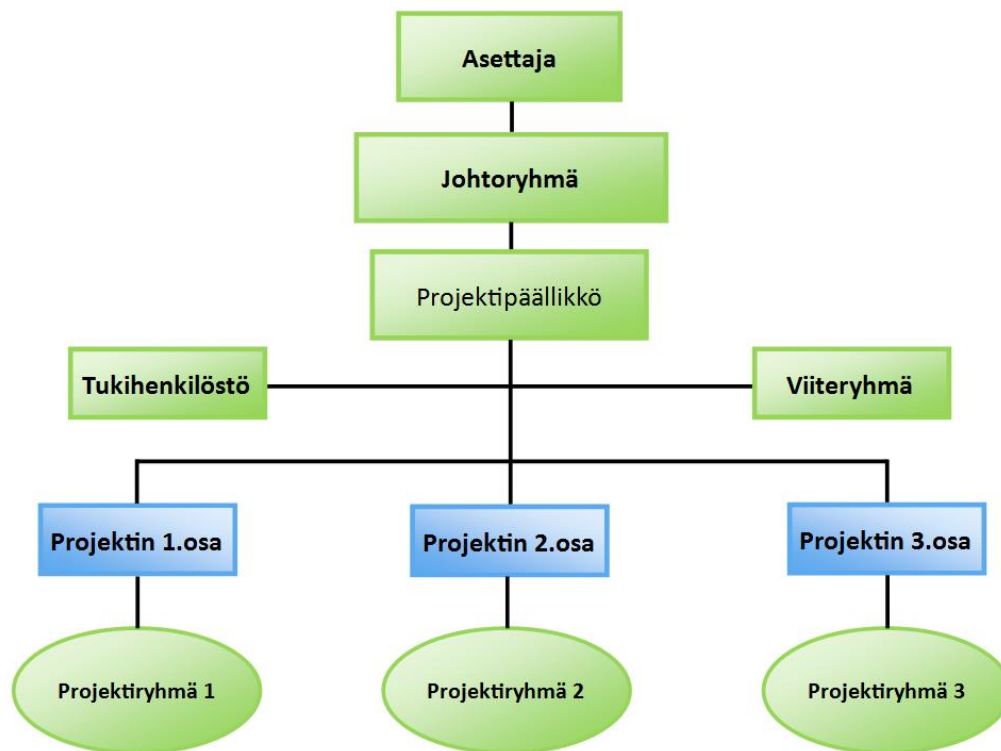 Asettaja
Johtoryhmä
Projektipäällikkö
Tukihenkilöstö
Viiteryhmä
Projektin 1.osa
Projektin 2.osa
Projektin 3.osa
Projektiryhmä 1
Projektiryhmä 2
Projektiryhmä 3